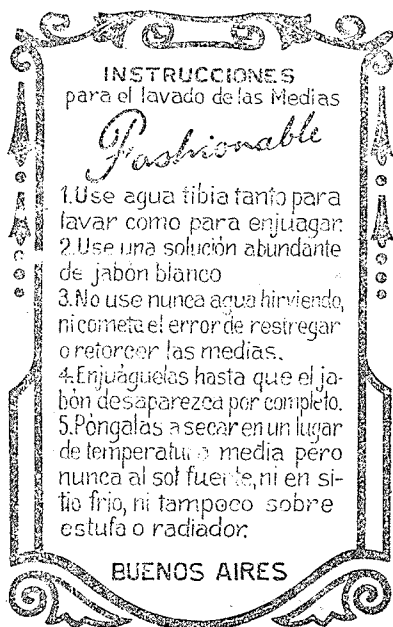 INSTRUCCIONES
para el lavado de las Medias
Fashionable
1.Use agua tibia tanto para
lavar como para enjuagar.
2.Use una solución abundante
de jabón blanco
3.No use nunca agua hirviendo,
ni cometa el error de restregar
o retorcer las medias.
4.Enjuáguelas hasta que el ja-
bón desaparezca por completo.
5.Póngalas a secar en un lugar
de temperatura media pero
nunca al sol fuerte, ni en si-
tio frio, ni tampoco sobre
estufa o radiador.
BUENOS AIRES